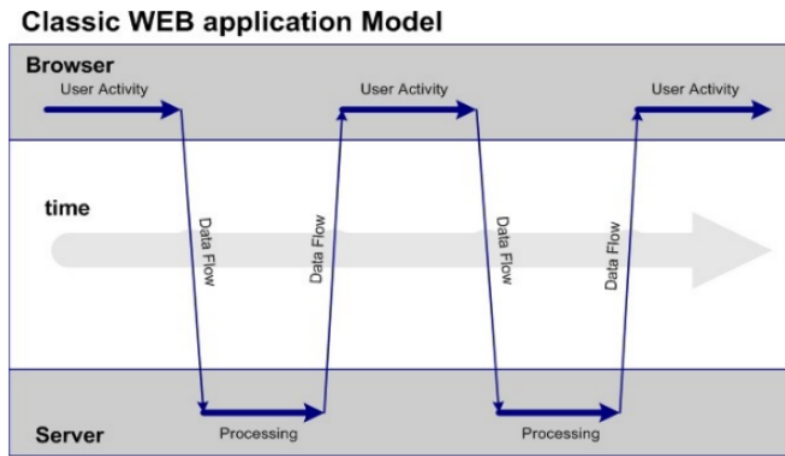 Classic WEB application Model
Browser
User Activity
User Activity
User Activity
time
Data Flow
Data Flow
Data Flow
Data Flow
Server
Processing
Processing